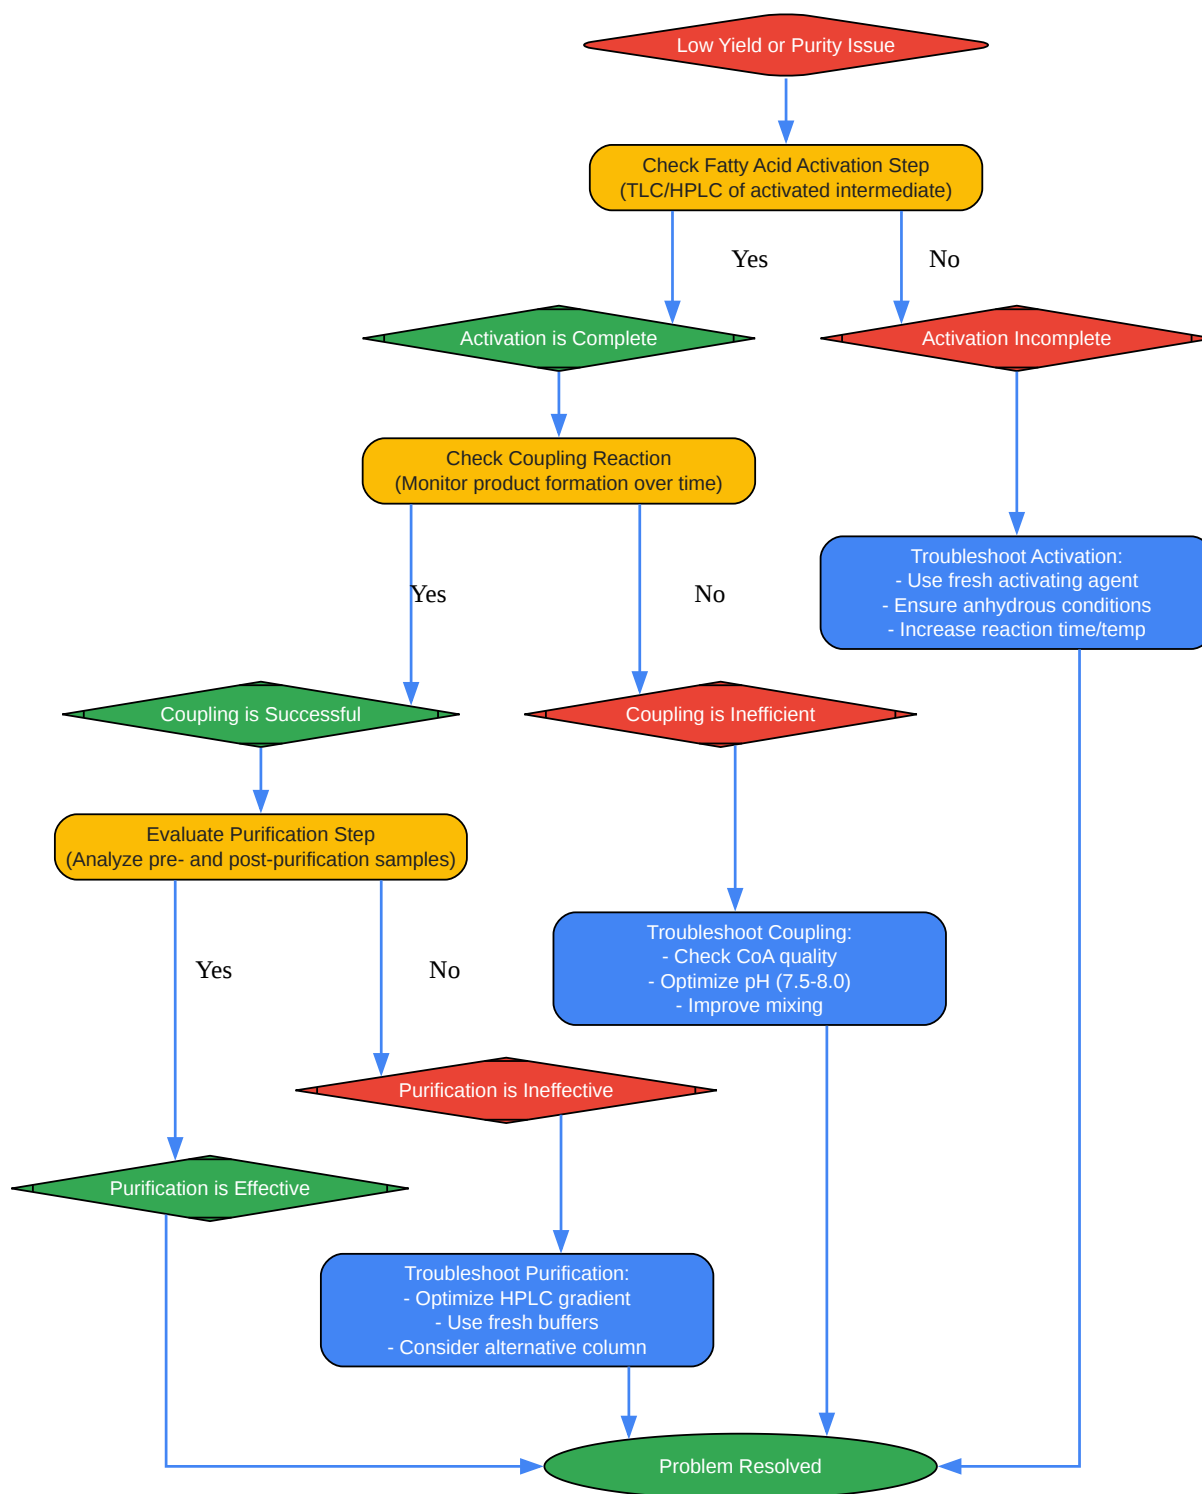 Low Yield or Purity Issue
Check Fatty Acid Activation Step
(TLC/HPLC of activated intermediate)
Yes
No
Activation is Complete
Activation Incomplete
Check Coupling Reaction
(Monitor product formation over time)
Troubleshoot Activation:
- Use fresh activating agent
- Ensure anhydrous conditions
- Increase reaction time/temp
Yes
No
Coupling is Successful
Coupling is Inefficient
Evaluate Purification Step
(Analyze pre- and post-purification samples)
Troubleshoot Coupling:
- Check CoA quality
- Optimize pH (7.5-8.0)
- Improve mixing
Yes
No
Purification is Ineffective
Purification is Effective
Troubleshoot Purification:
- Optimize HPLC gradient
- Use fresh buffers
- Consider alternative column
Problem Resolved